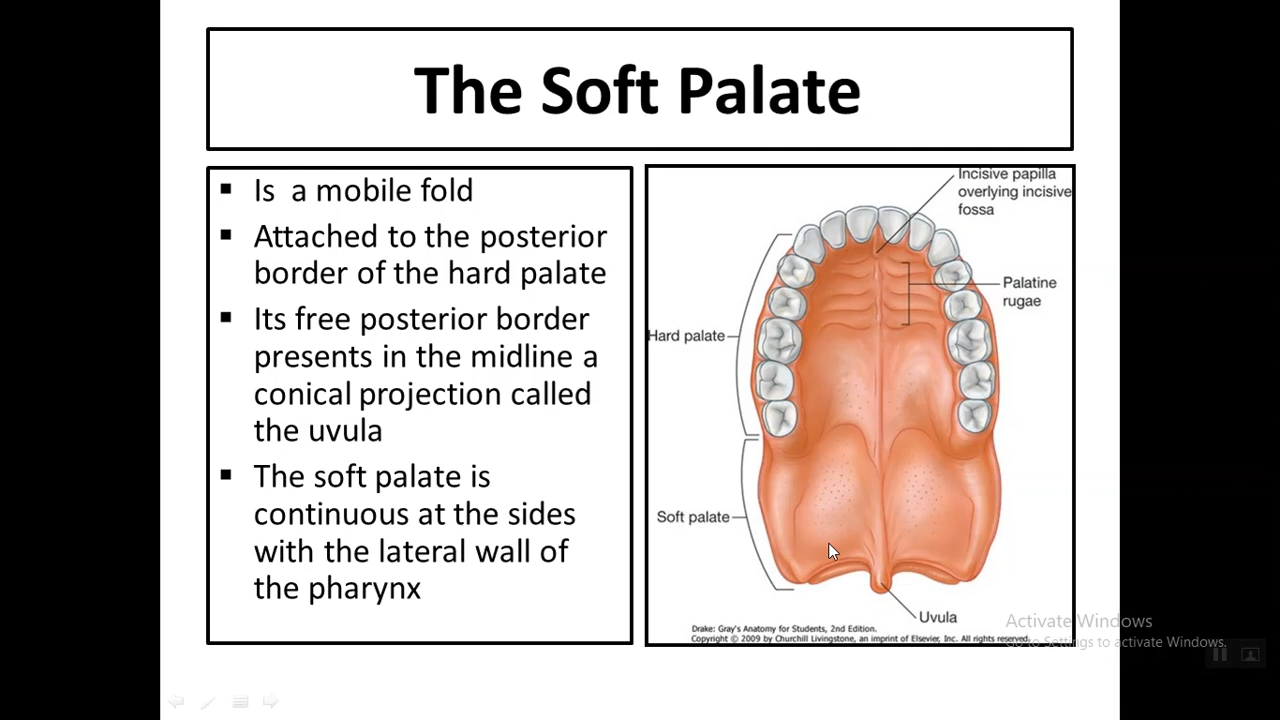 The Soft Palate
▪ Is a mobile fold
▪ Attached to the posterior
border of the hard palate
▪ Its free posterior border
presents in the midline a
conical projection called
the uvula
▪ The soft palate is
continuous at the sides
with the lateral wall of
the pharynx
Incisive papilla
overlying incisive
fossa
Palatine
rugae
Hard palate
Soft palate
Uvula
Drake: Gray's Anatomy for Students, 2nd Edition.
Copyright © 2009 by Churchill Livingstone, an imprint of Elsevier, Inc. All rights reserved.
Activate Windows
Go to Settings to activate Windows.